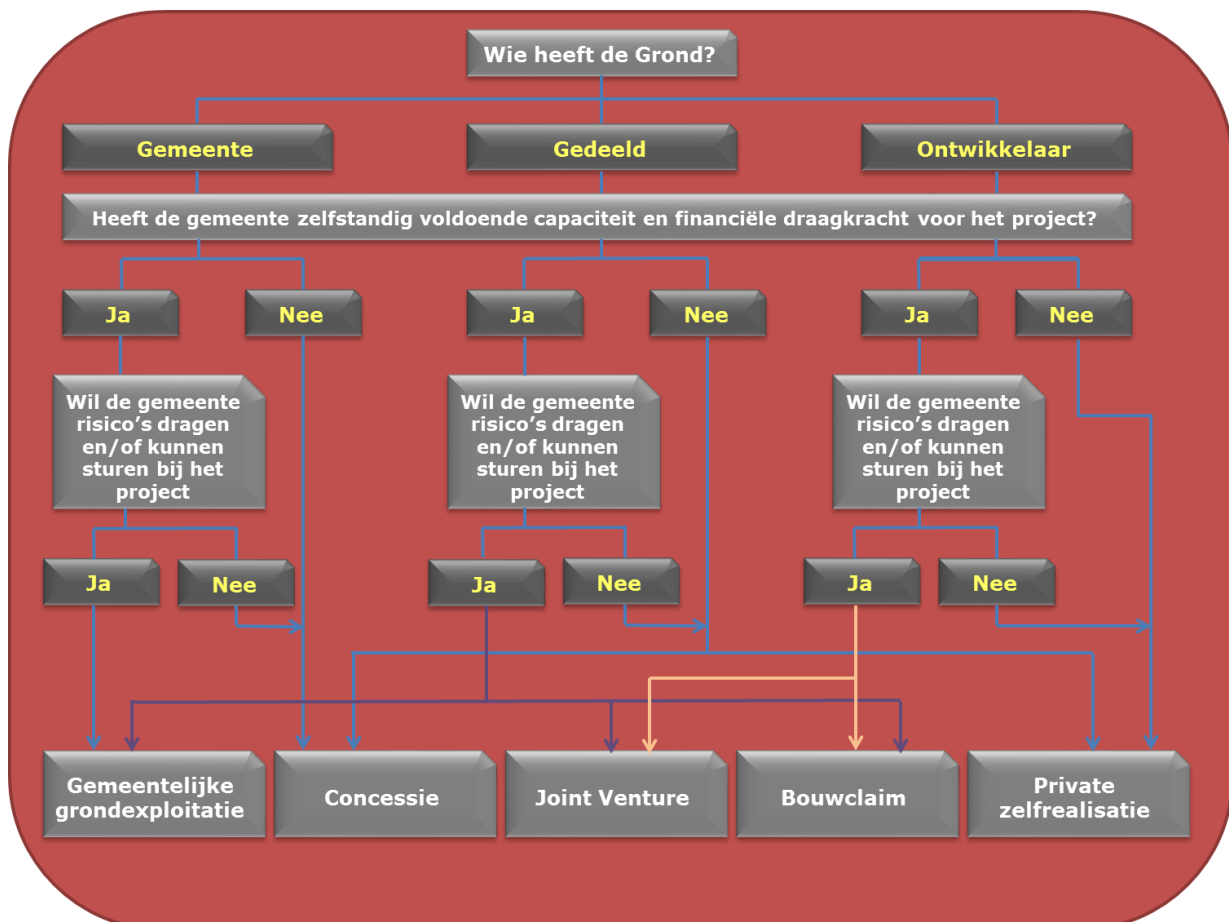 Wie heeft de Grond?
Gemeente
Gedeeld
Ontwikkelaar
Heeft de gemeente zelfstandig voldoende capaciteit en financiële draagkracht voor het project?
Ja
Nee
Ja
Nee
Ja
Nee
Wil de gemeente
risico's dragen
en/of kunnen
sturen bij het
project
Wil de gemeente
risico's dragen
en/of kunnen
sturen bij het
project
Wil de gemeente
risico's dragen
en/of kunnen
sturen bij het
project
Ja
Nee
Ja
Nee
Ja
Nee
Gemeentelijke
grondexploitatie
Concessie
Joint Venture
Bouwclaim
Private
zelfrealisatie